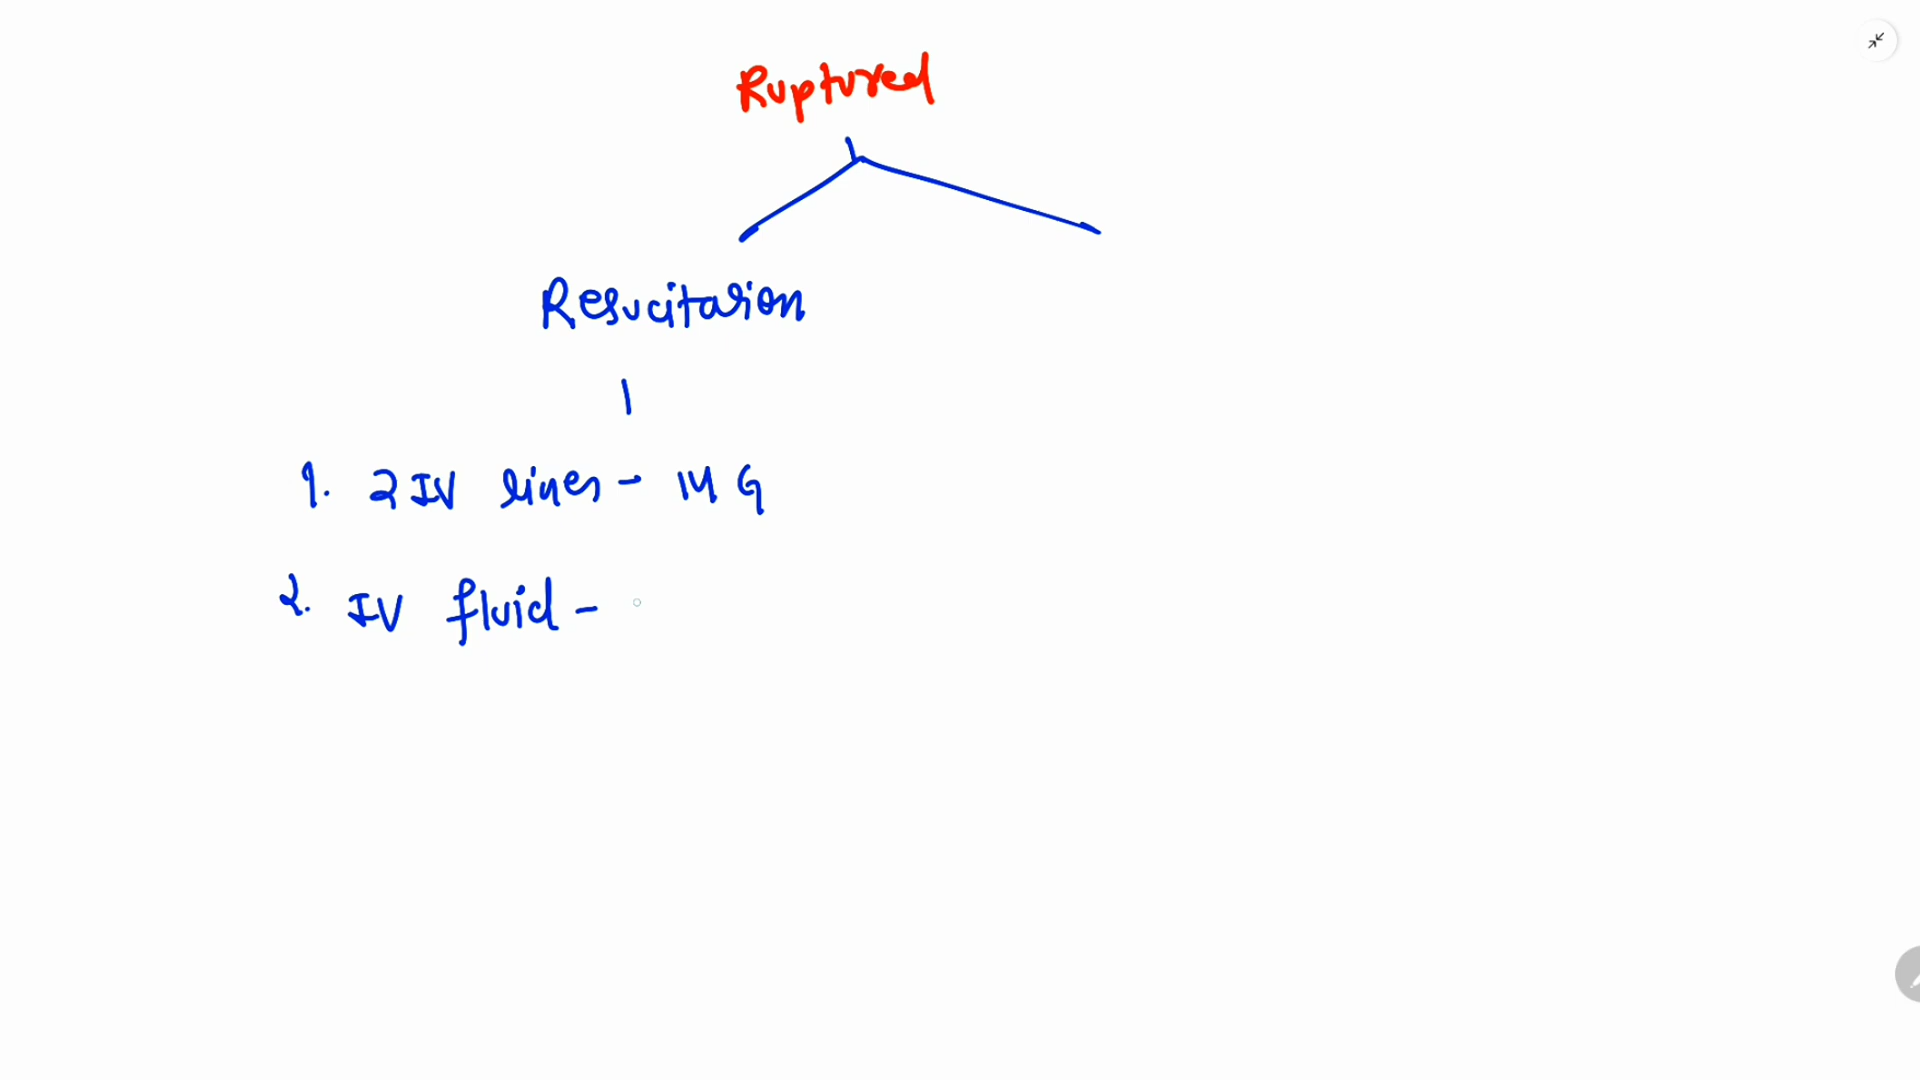 Ruptured
Resucitation
1. 2 IV lines - 14 G
2. IV fluid -